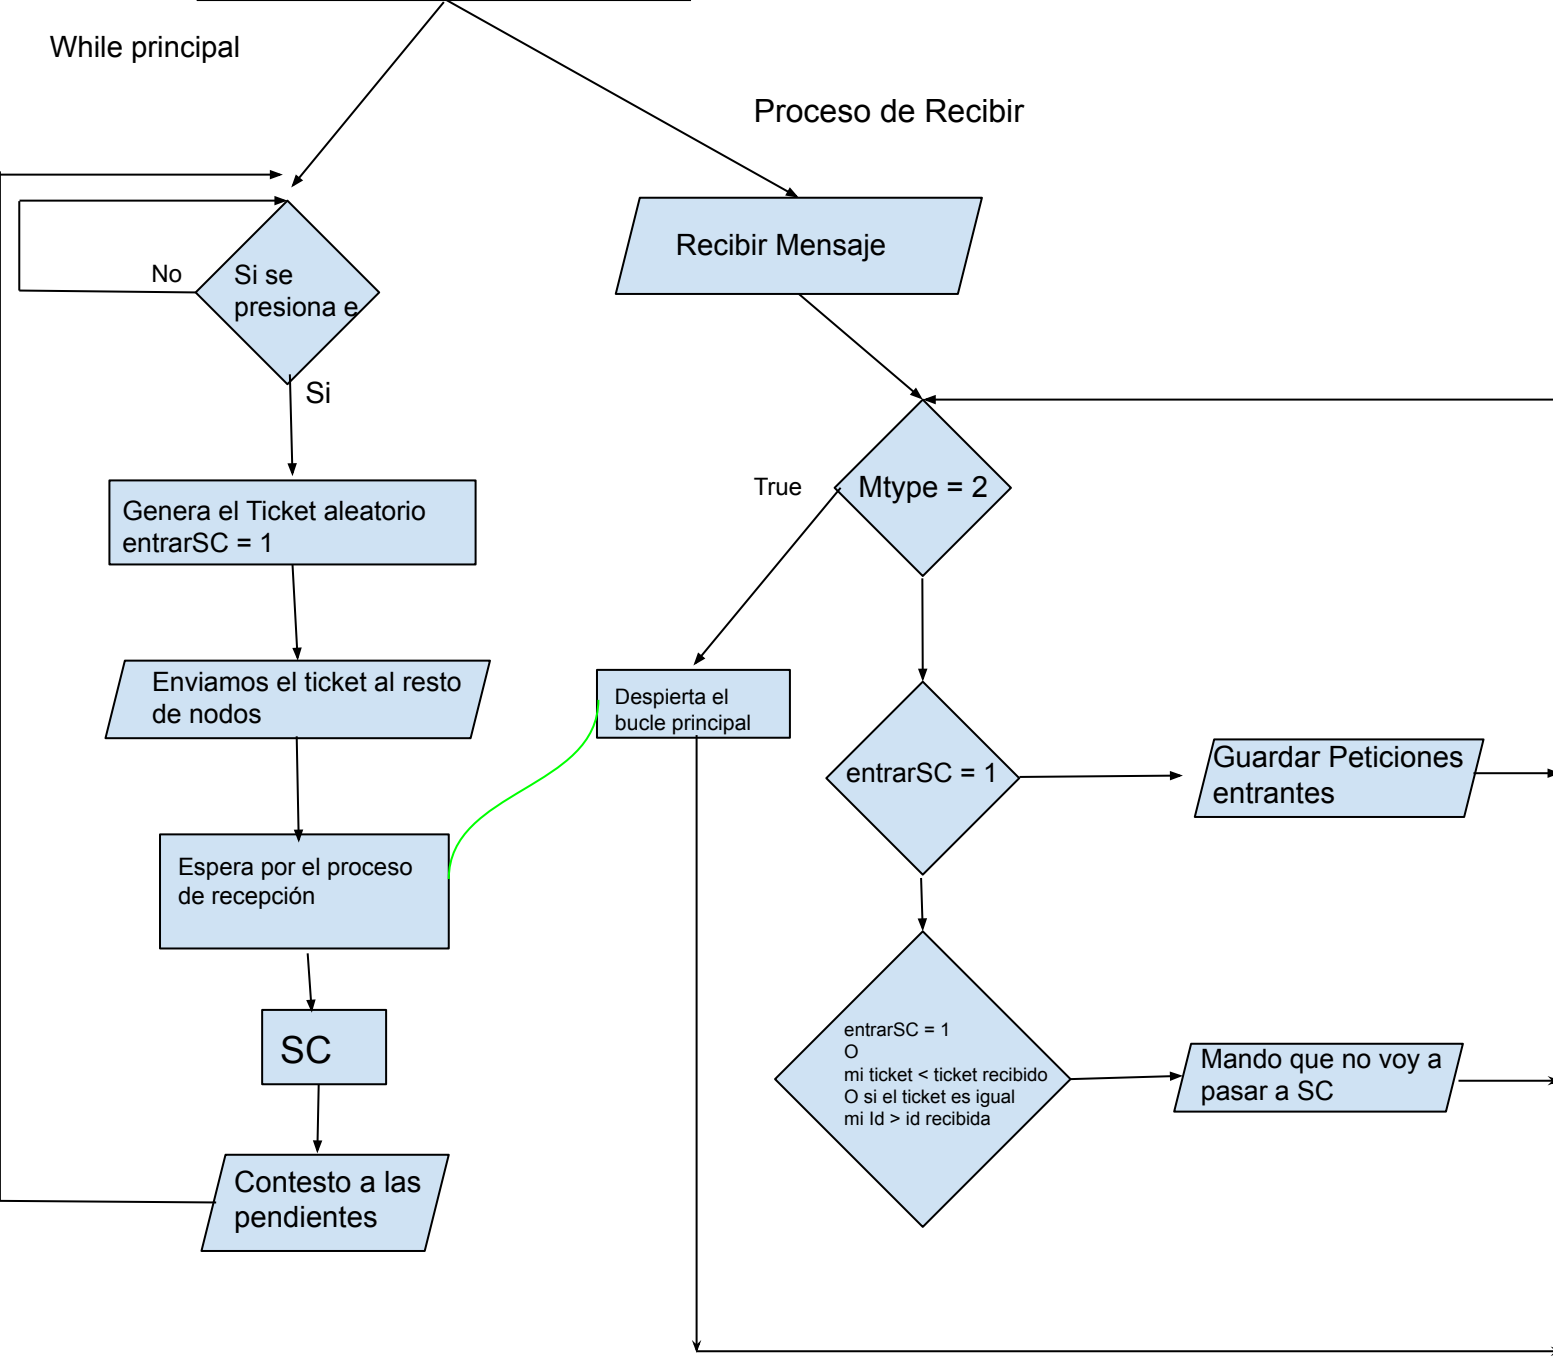 While principal
Proceso de Recibir
No
Si se
presiona e
Si
Genera el Ticket aleatorio
entrarSC = 1
Enviamos el ticket al resto
de nodos
Espera por el proceso
de recepción
SC
Contesto a las
pendientes
Recibir Mensaje
True
Mtype = 2
Despierta el
bucle principal
entrarSC = 1
Guardar Peticiones
entrantes
entrarSC = 1
O
mi ticket < ticket recibido
O si el ticket es igual
mi Id > id recibida
Mando que no voy a
pasar a SC